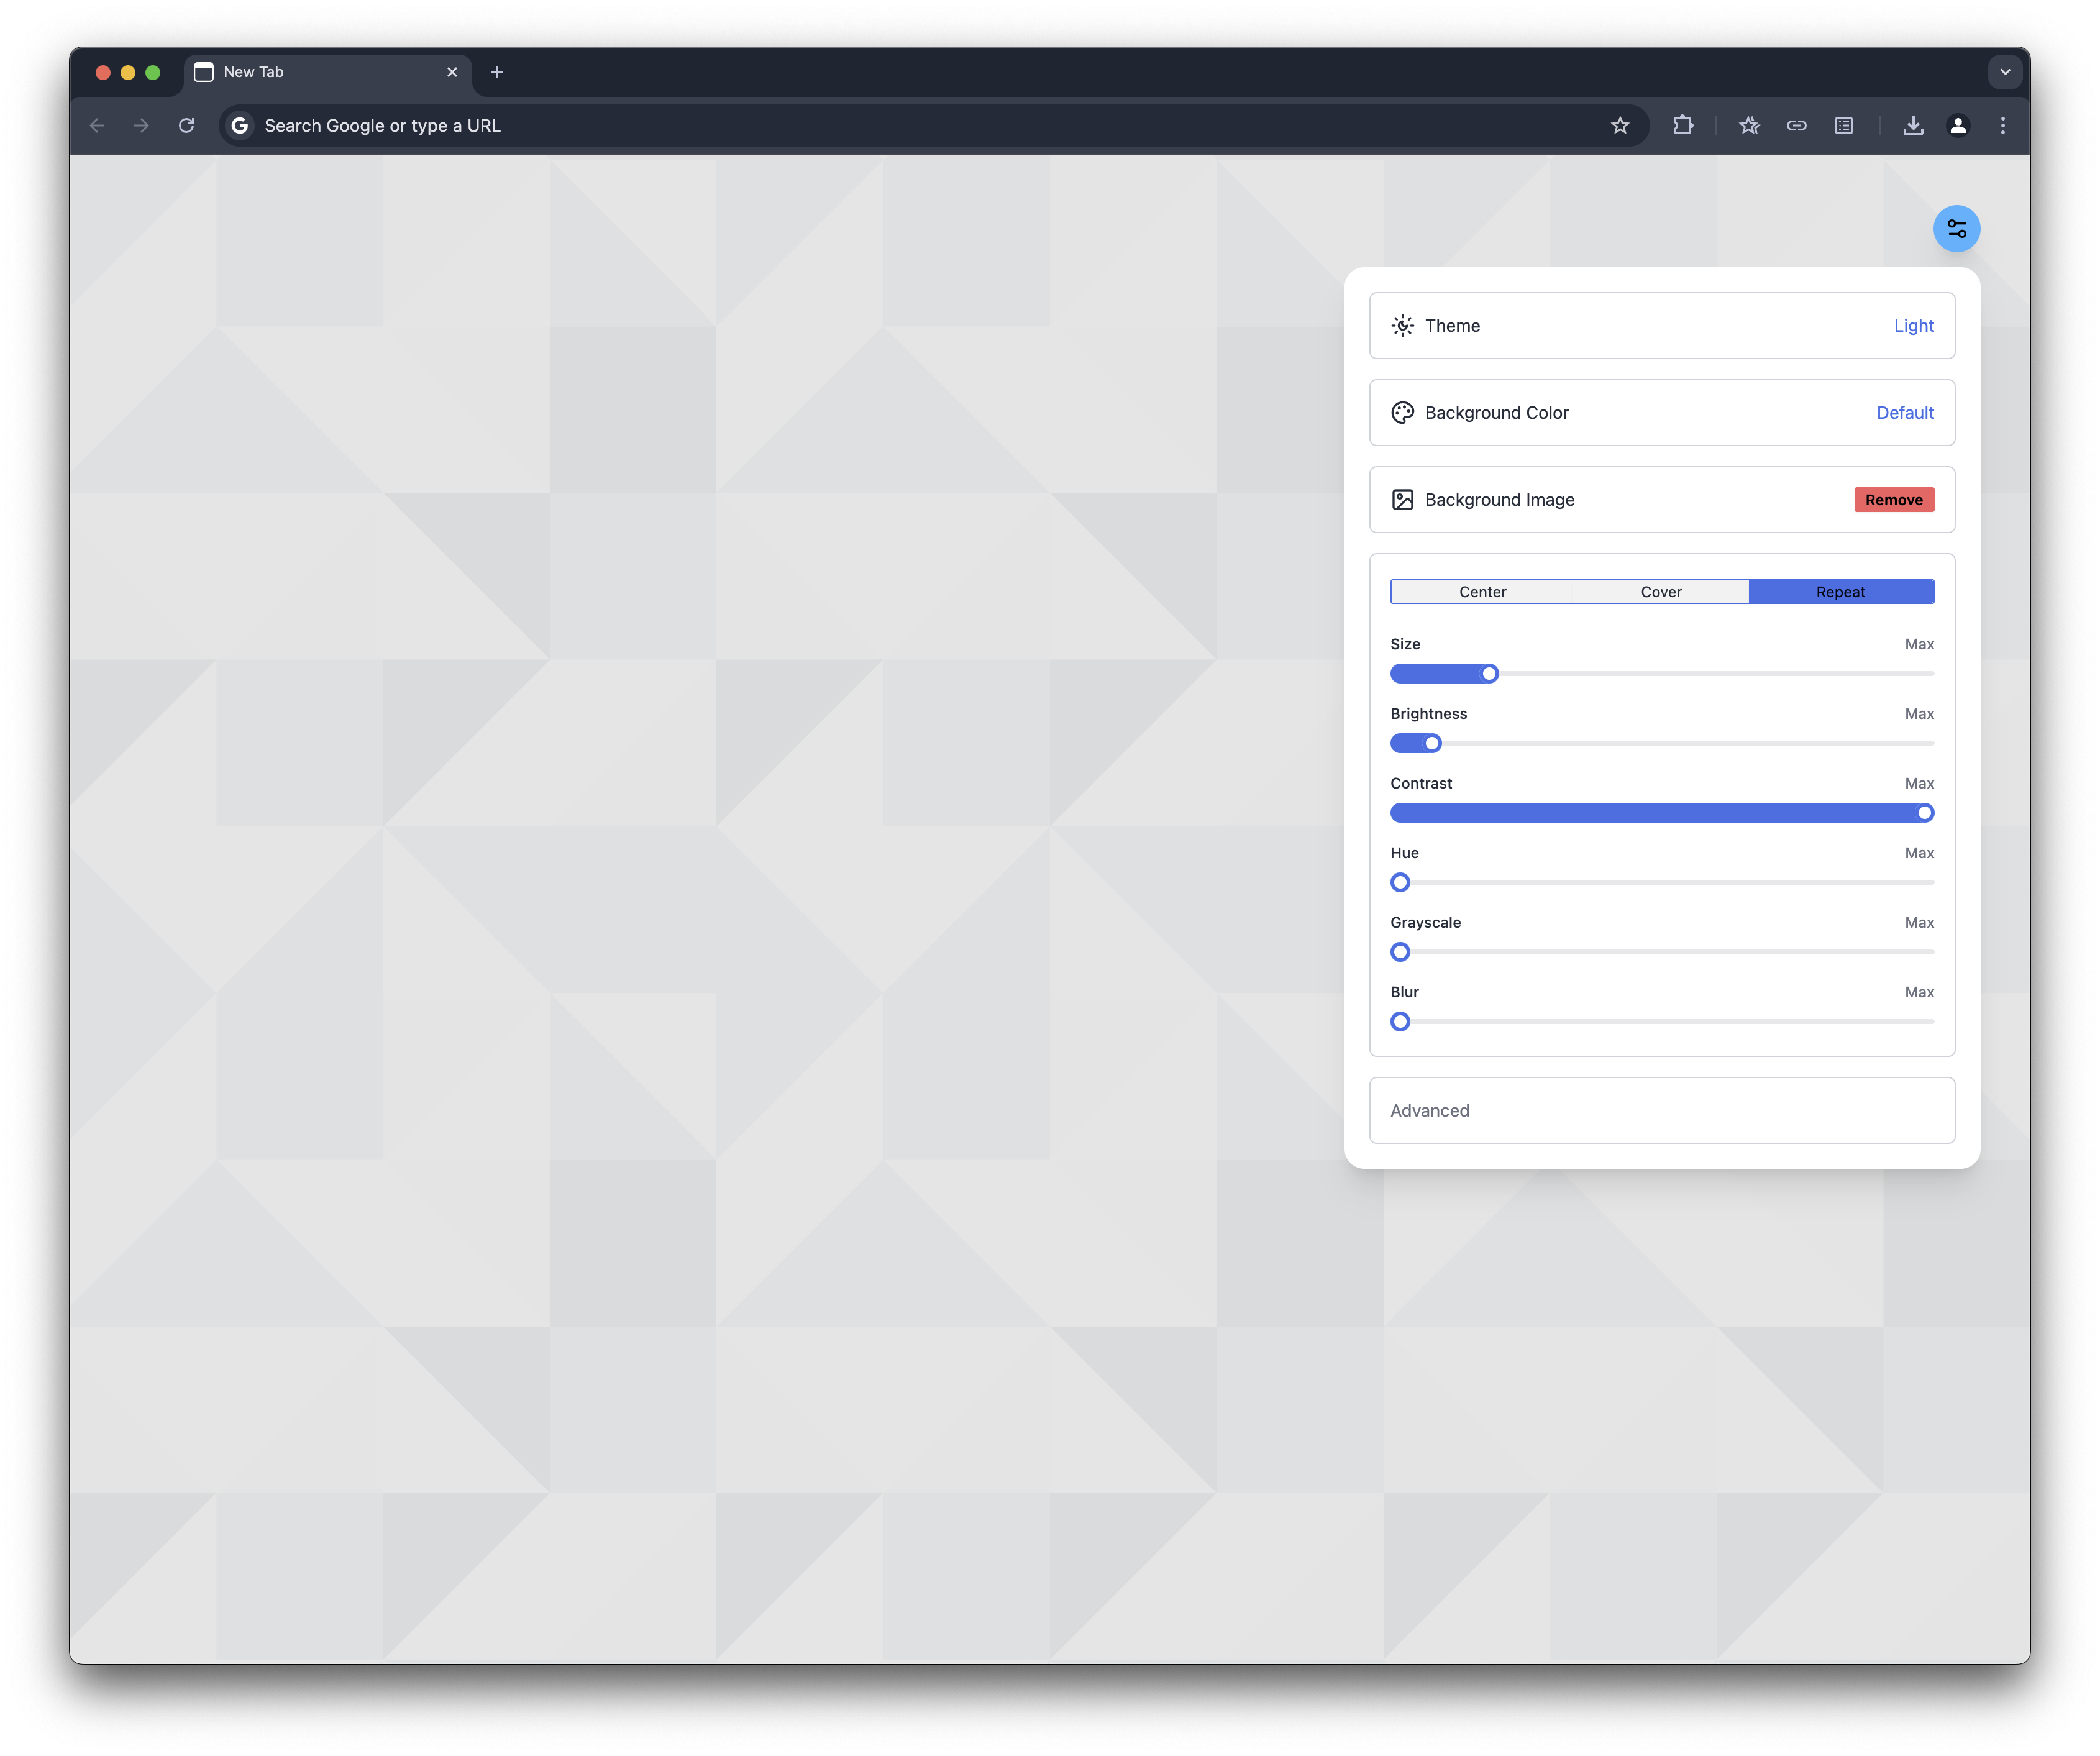 New Tab
Search Google or type a URL
Theme Light
Background Color Default
Background Image Remove
Center Cover Repeat
Size Max
Brightness Max
Contrast Max
Hue Max
Grayscale Max
Blur Max
Advanced